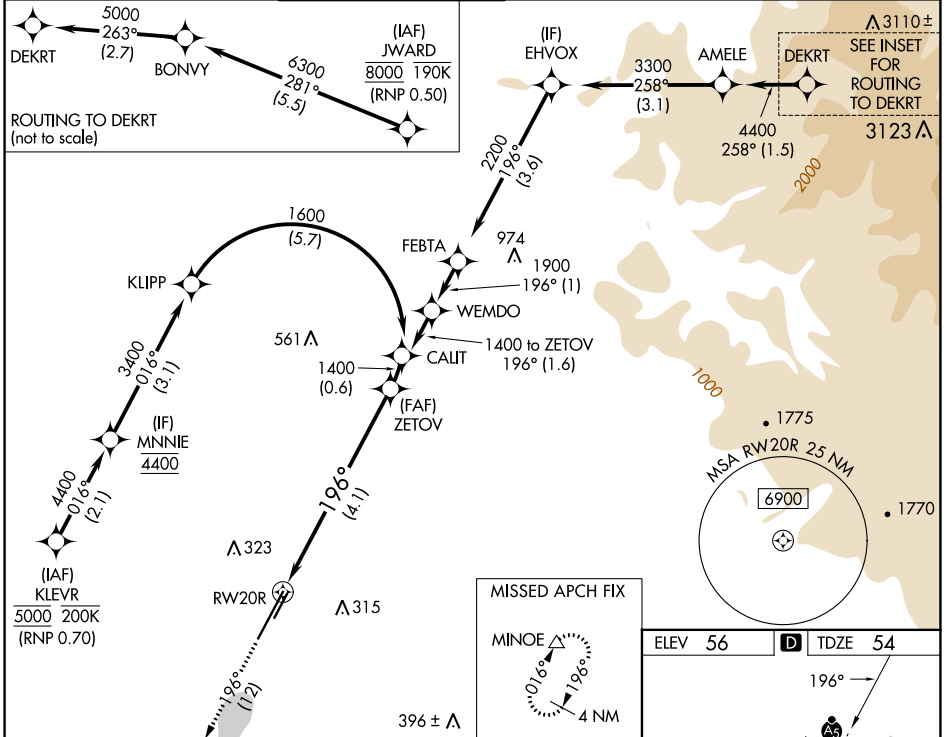 5000
263°
(2.7)
DEKRT
BONVY
6300
281°
(5.5)
(IAF)
JWARD
8000 190K
(RNP 0.50)
ROUTING TO DEKRT
(not to scale)
(IF)
EHVOX
3300
258°
(3.1)
AMELE
DEKRT
4400
258° (1.5)
3110±
SEE INSET
FOR
ROUTING
TO DEKRT
3123
2000
2200
196°
(3.6)
1600
(5.7)
KLIPP
FEBTA
974
1900
196° (1)
WEMDO
561
CALIT
1400 to ZETOV
196° (1.6)
1400
(0.6)
(FAF)
ZETOV
1000
3400
016°
(3.1)
(IF)
MNNIE
4400
4400
016°
(2.1)
(IAF)
KLEVR
5000 200K
(RNP 0.70)
196°
(4.1)
1775
MSA RW20R 25 NM
6900
1770
323
RW20R
315
196°
(12)
396 ±
MISSED APCH FIX
MINOE
016°
196°
4 NM
ELEV 56 D TDZE 54
196°
A5